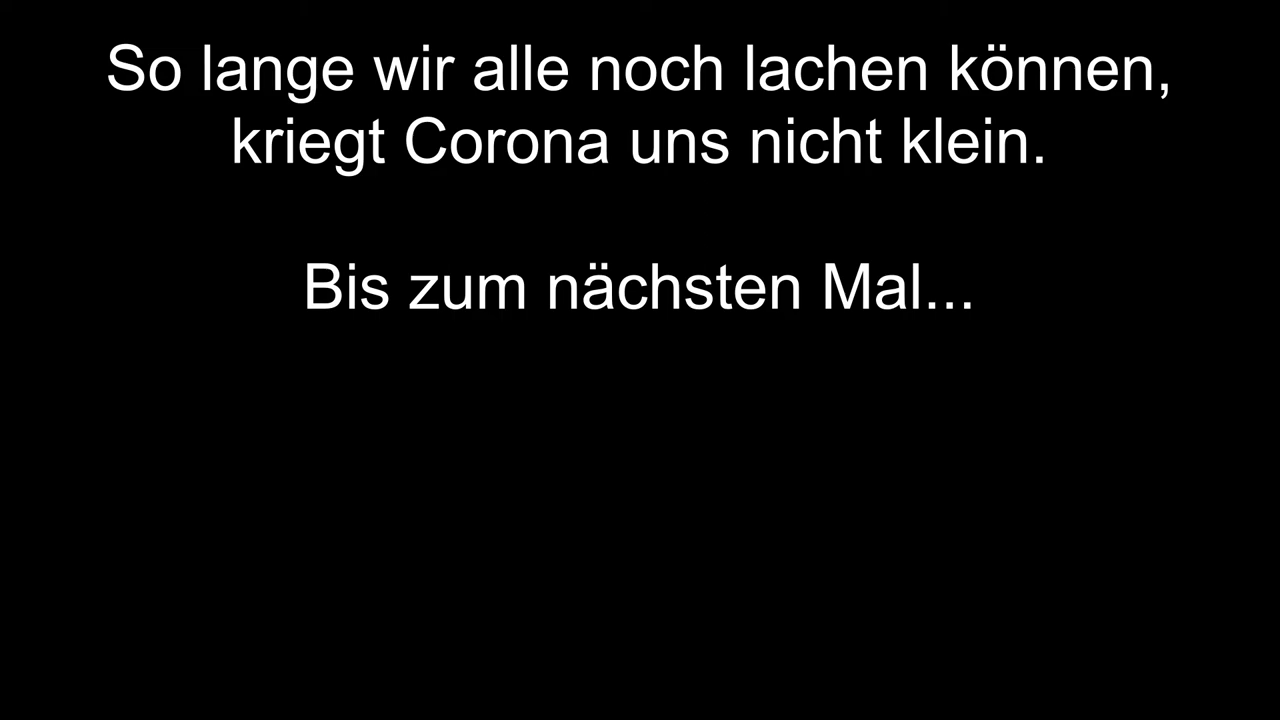 So lange wir alle noch lachen können,
kriegt Corona uns nicht klein.
Bis zum nächsten Mal...